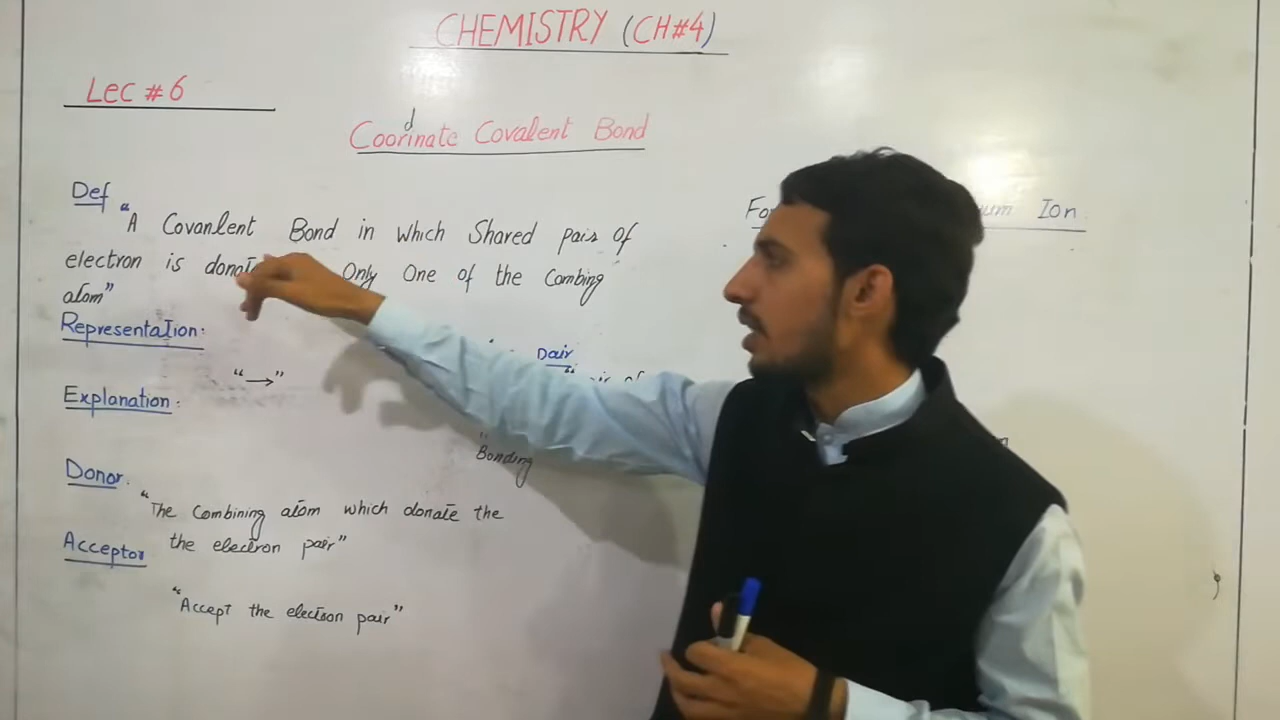 CHEMISTRY (CH#4)
Lec # 6
Coordinate Covalent Bond
Def
"A Covanlent Bond in which Shared pair of
electron is Only One of the Combing
atom"
Representation:
"→"
Explanation:
Donor.
"The Combining atom which donate the
the electron pair"
Acceptor
"Accept the electron pair"
Pair
of
"Bonding
Ion